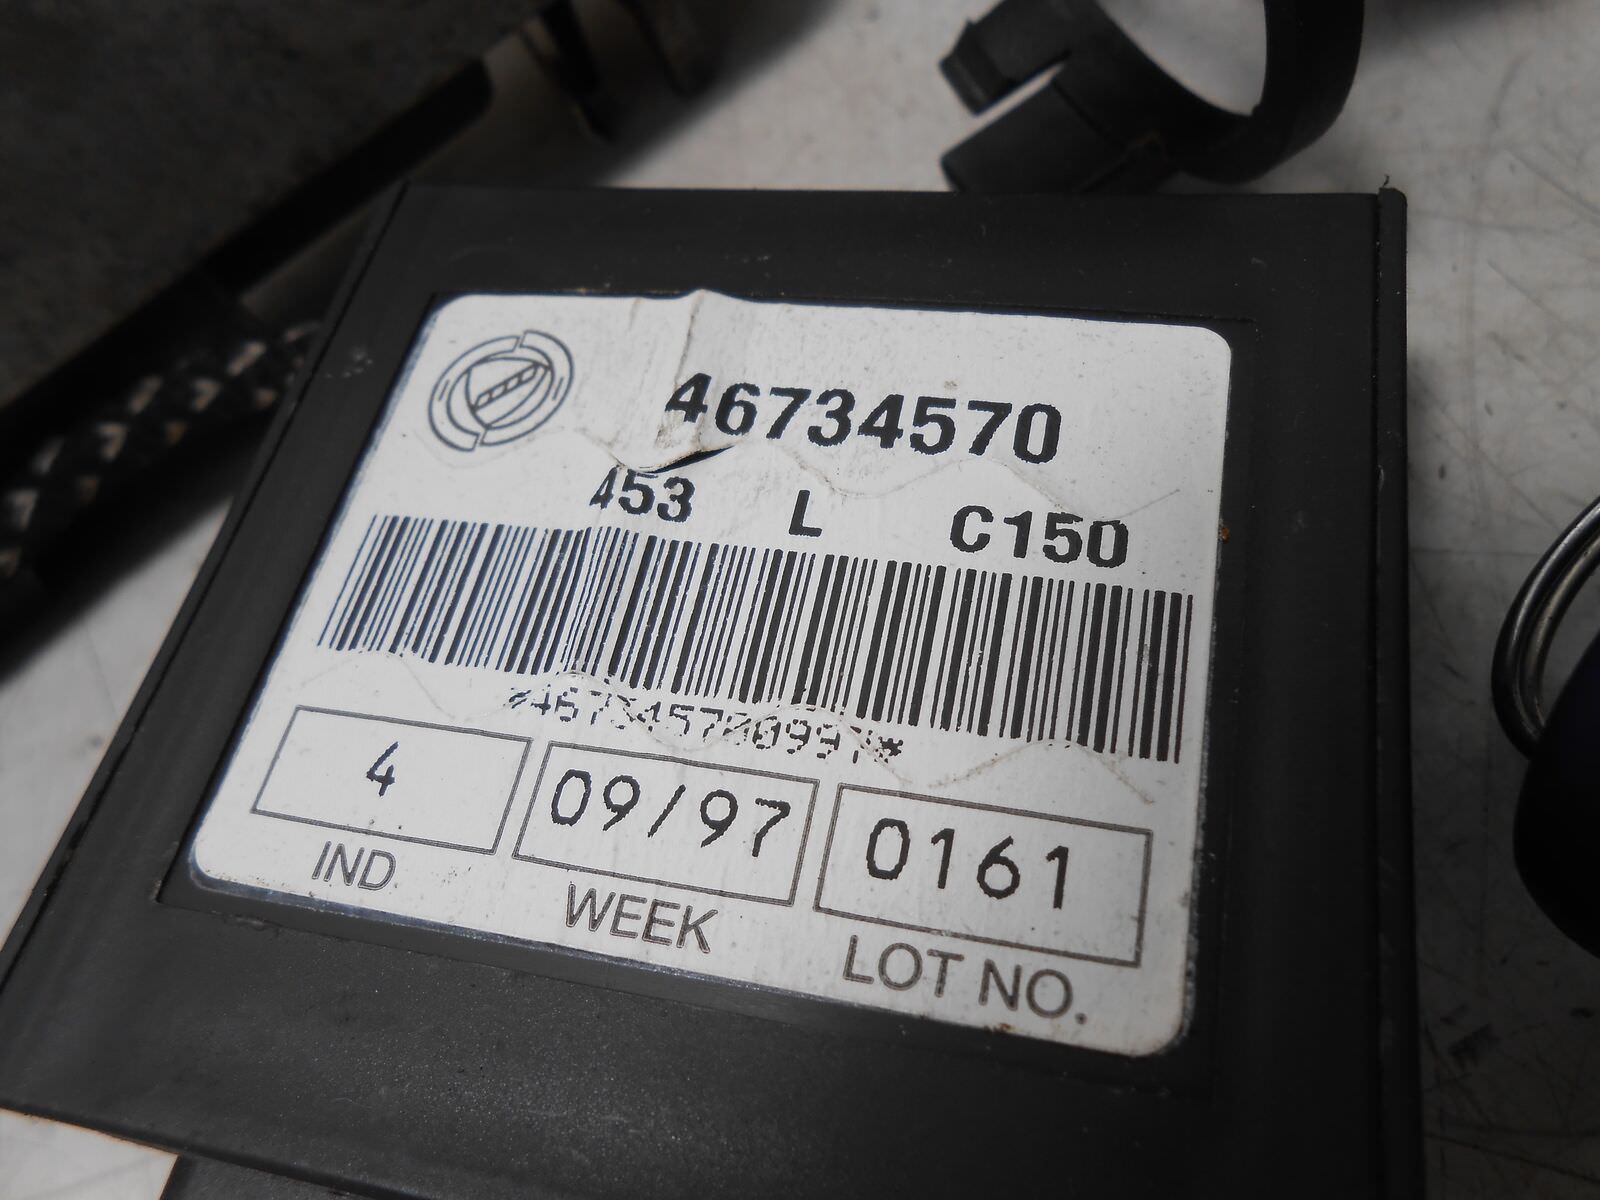 46734570
453 L C150
4 09/97 0161
IND WEEK LOT NO.